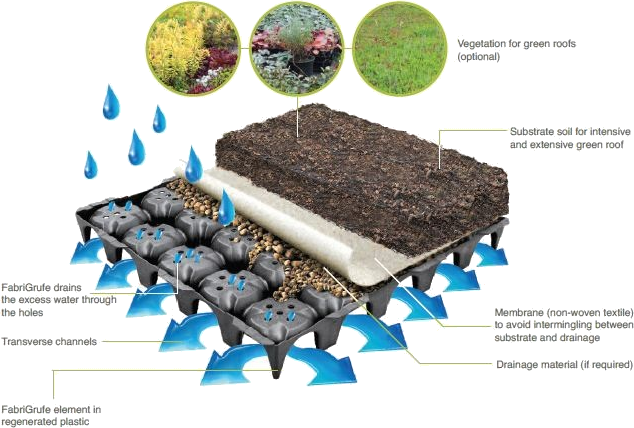 Vegetation for green roofs
(optional)
Substrate soil for intensive
and extensive green roof
FabriGrufe drains
the excess water through
the holes
Transverse channels
FabriGrufe element in
regenerated plastic
Membrane (non-woven textile)
to avoid intermingling between
substrate and drainage
Drainage material (if required)